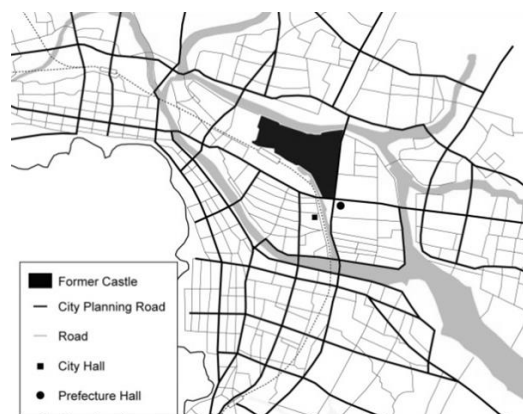 Former Castle
City Planning Road
Road
City Hall
Prefecture Hall